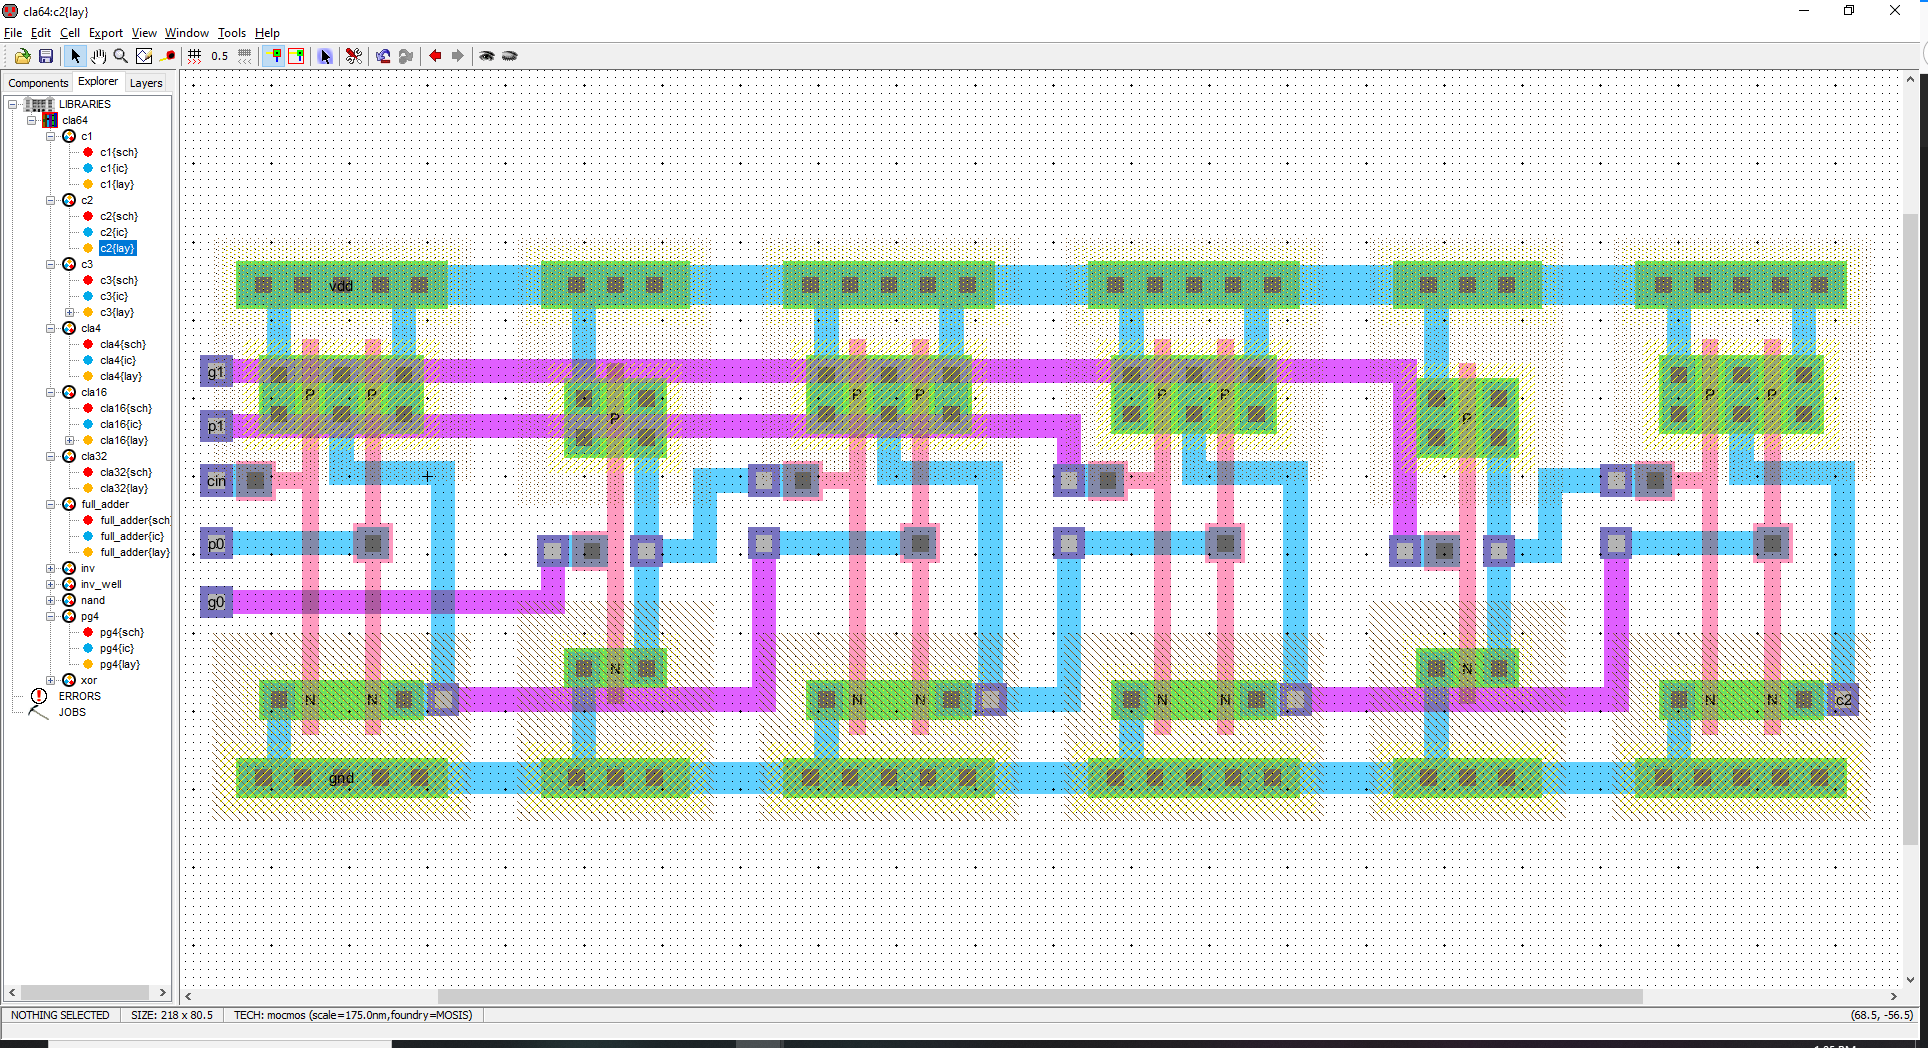 cla64:c2{lay}
File Edit Cell Export View Window Tools Help
0.5
Components Explorer Layers
LIBRARIES
cla64
c1
c1{sch}
c1{ic}
c1{lay}
c2
c2{sch}
c2{ic}
c2{lay}
c3
c3{sch}
c3{ic}
c3{lay}
cla4
cla4{sch}
cla4{ic}
cla4{lay}
cla16
cla16{sch}
cla16{ic}
cla16{lay}
cla32
cla32{sch}
cla32{lay}
full_adder
full_adder{sch
full_adder{ic}
full_adder{lay}
inv
inv_well
nand
pg4
pg4{sch}
pg4{ic}
pg4{lay}
xor
ERRORS
JOBS
vdd
g1
P P P P P P P P P P
p1
cin
p0
g0
N N N N N N N N N N
c2
gnd
NOTHING SELECTED SIZE: 218 x 80.5 TECH: mocmos (scale=175.0nm,foundry=MOSIS) (68.5, -56.5)